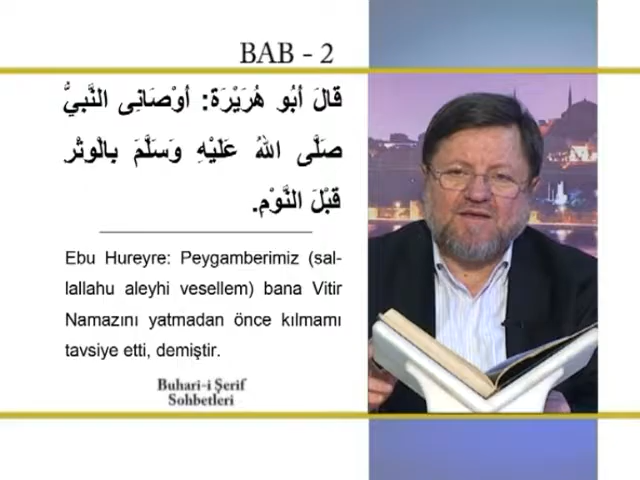 BAB - 2
قَالَ أَبُو هُرَيْرَةَ: أَوْصَانِى النَّبِيُّ
صَلَّى اللهُ عَلَيْهِ وَسَلَّمَ بِالْوِتْرِ
قَبْلَ النَّوْمِ.
Ebu Hureyre: Peygamberimiz (sal-
lallahu aleyhi vesellem) bana Vitir
Namazını yatmadan önce kılmamı
tavsiye etti, demiştir.
Buhari-i Şerif
Sohbetleri